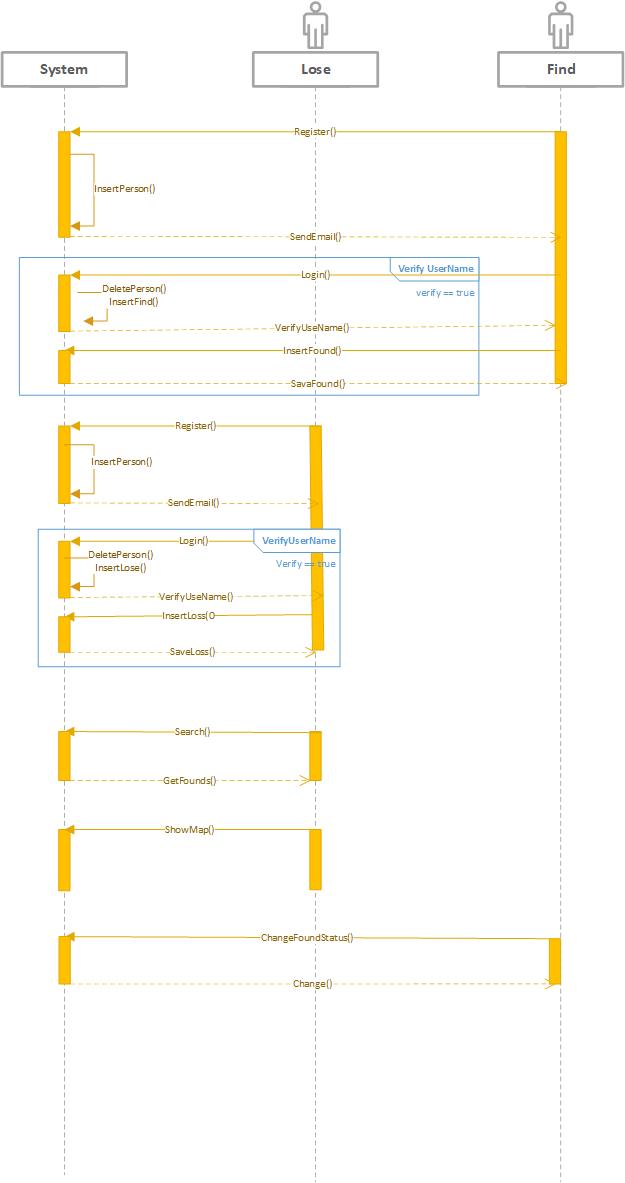 System
Lose
Find
Register()
InsertPerson()
SendEmail()
Verify UserName
Login()
verify == true
DeletePerson()
InsertFind()
VerifyUseName()
InsertFound()
SavaFound()
Register()
InsertPerson()
SendEmail()
Login()
VerifyUserName
DeletePerson()
Verify == true
InsertLose()
VerifyUseName()
InsertLoss(0
SaveLoss()
Search()
GetFounds()
ShowMap()
ChangeFoundStatus()
Change()